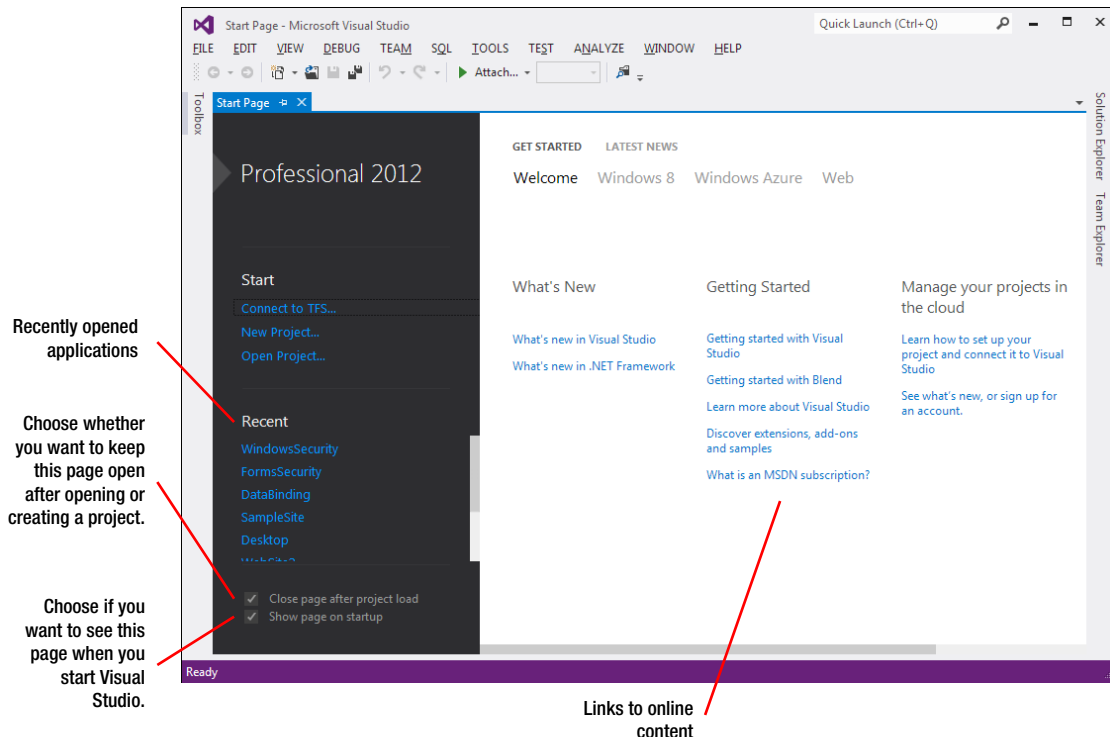 Start Page - Microsoft Visual Studio
Quick Launch (Ctrl+Q)
FILE EDIT VIEW DEBUG TEAM SQL TOOLS TEST ANALYZE WINDOW HELP
Attach...
Toolbox
Start Page
Solution Explorer
Team Explorer
Professional 2012
Start
Connect to TFS...
New Project...
Open Project...
Recent
WindowsSecurity
FormsSecurity
DataBinding
SampleSite
Desktop
WebSite2
Close page after project load
Show page on startup
GET STARTED LATEST NEWS
Welcome Windows 8 Windows Azure Web
What's New
What's new in Visual Studio
What's new in .NET Framework
Getting Started
Getting started with Visual
Studio
Getting started with Blend
Learn more about Visual Studio
Discover extensions, add-ons
and samples
What is an MSDN subscription?
Manage your projects in
the cloud
Learn how to set up your
project and connect it to Visual
Studio
See what's new, or sign up for
an account.
Ready
Recently opened
applications
Choose whether
you want to keep
this page open
after opening or
creating a project.
Choose if you
want to see this
page when you
start Visual
Studio.
Links to online
content